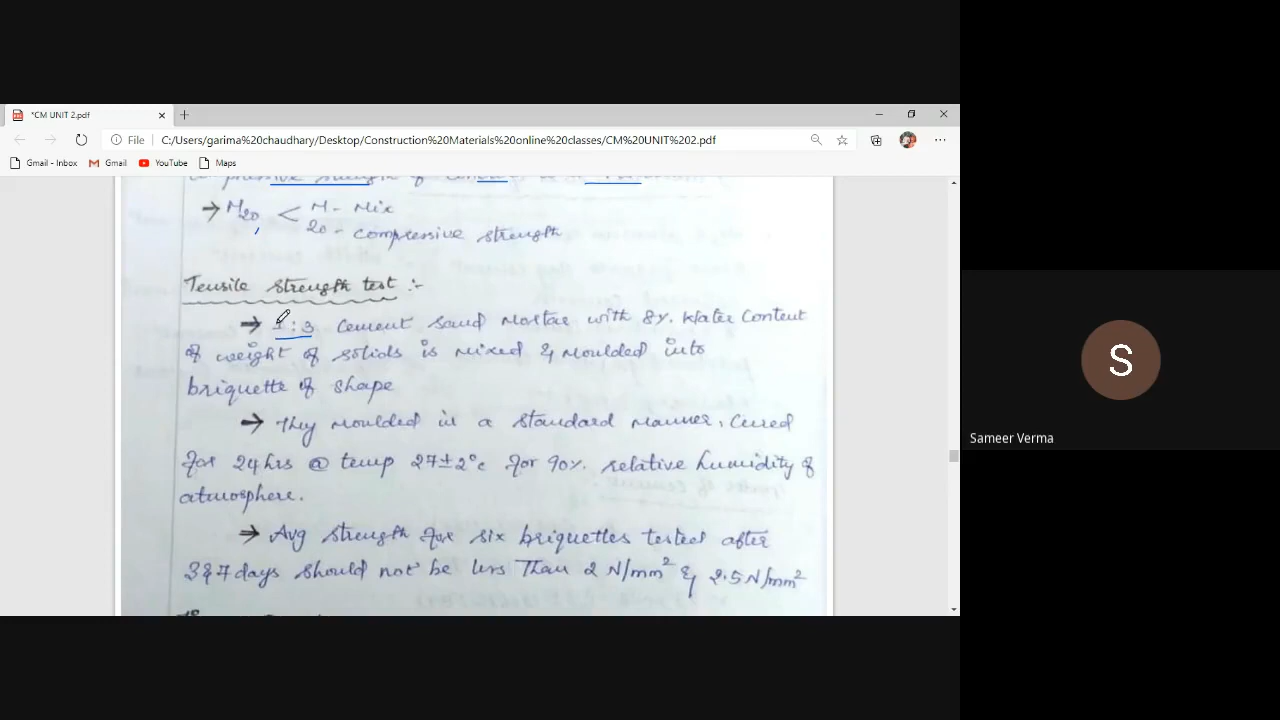 *CM UNIT 2.pdf
File
C:/Users/garima%20chaudhary/Desktop/Construction%20Materials%20online%20classes/CM%20UNIT%202.pdf
Gmail - Inbox Gmail YouTube Maps
strength of
→ M20 < M - Mix
20 - compressive strength
Tensile strength test :-
→ 1:3 Cement sand mortar with 8%. Water Content
of weight of solids is mixed & moulded into
briquette of shape
→ They moulded in a standard manner, cured
for 24hrs @ temp 27±2°c for 90%. relative humidity of
atmosphere.
→ Avg strength for six briquettes tested after
3&7 days should not be less than 2 N/mm² & 2.5N/mm²
S
Sameer Verma